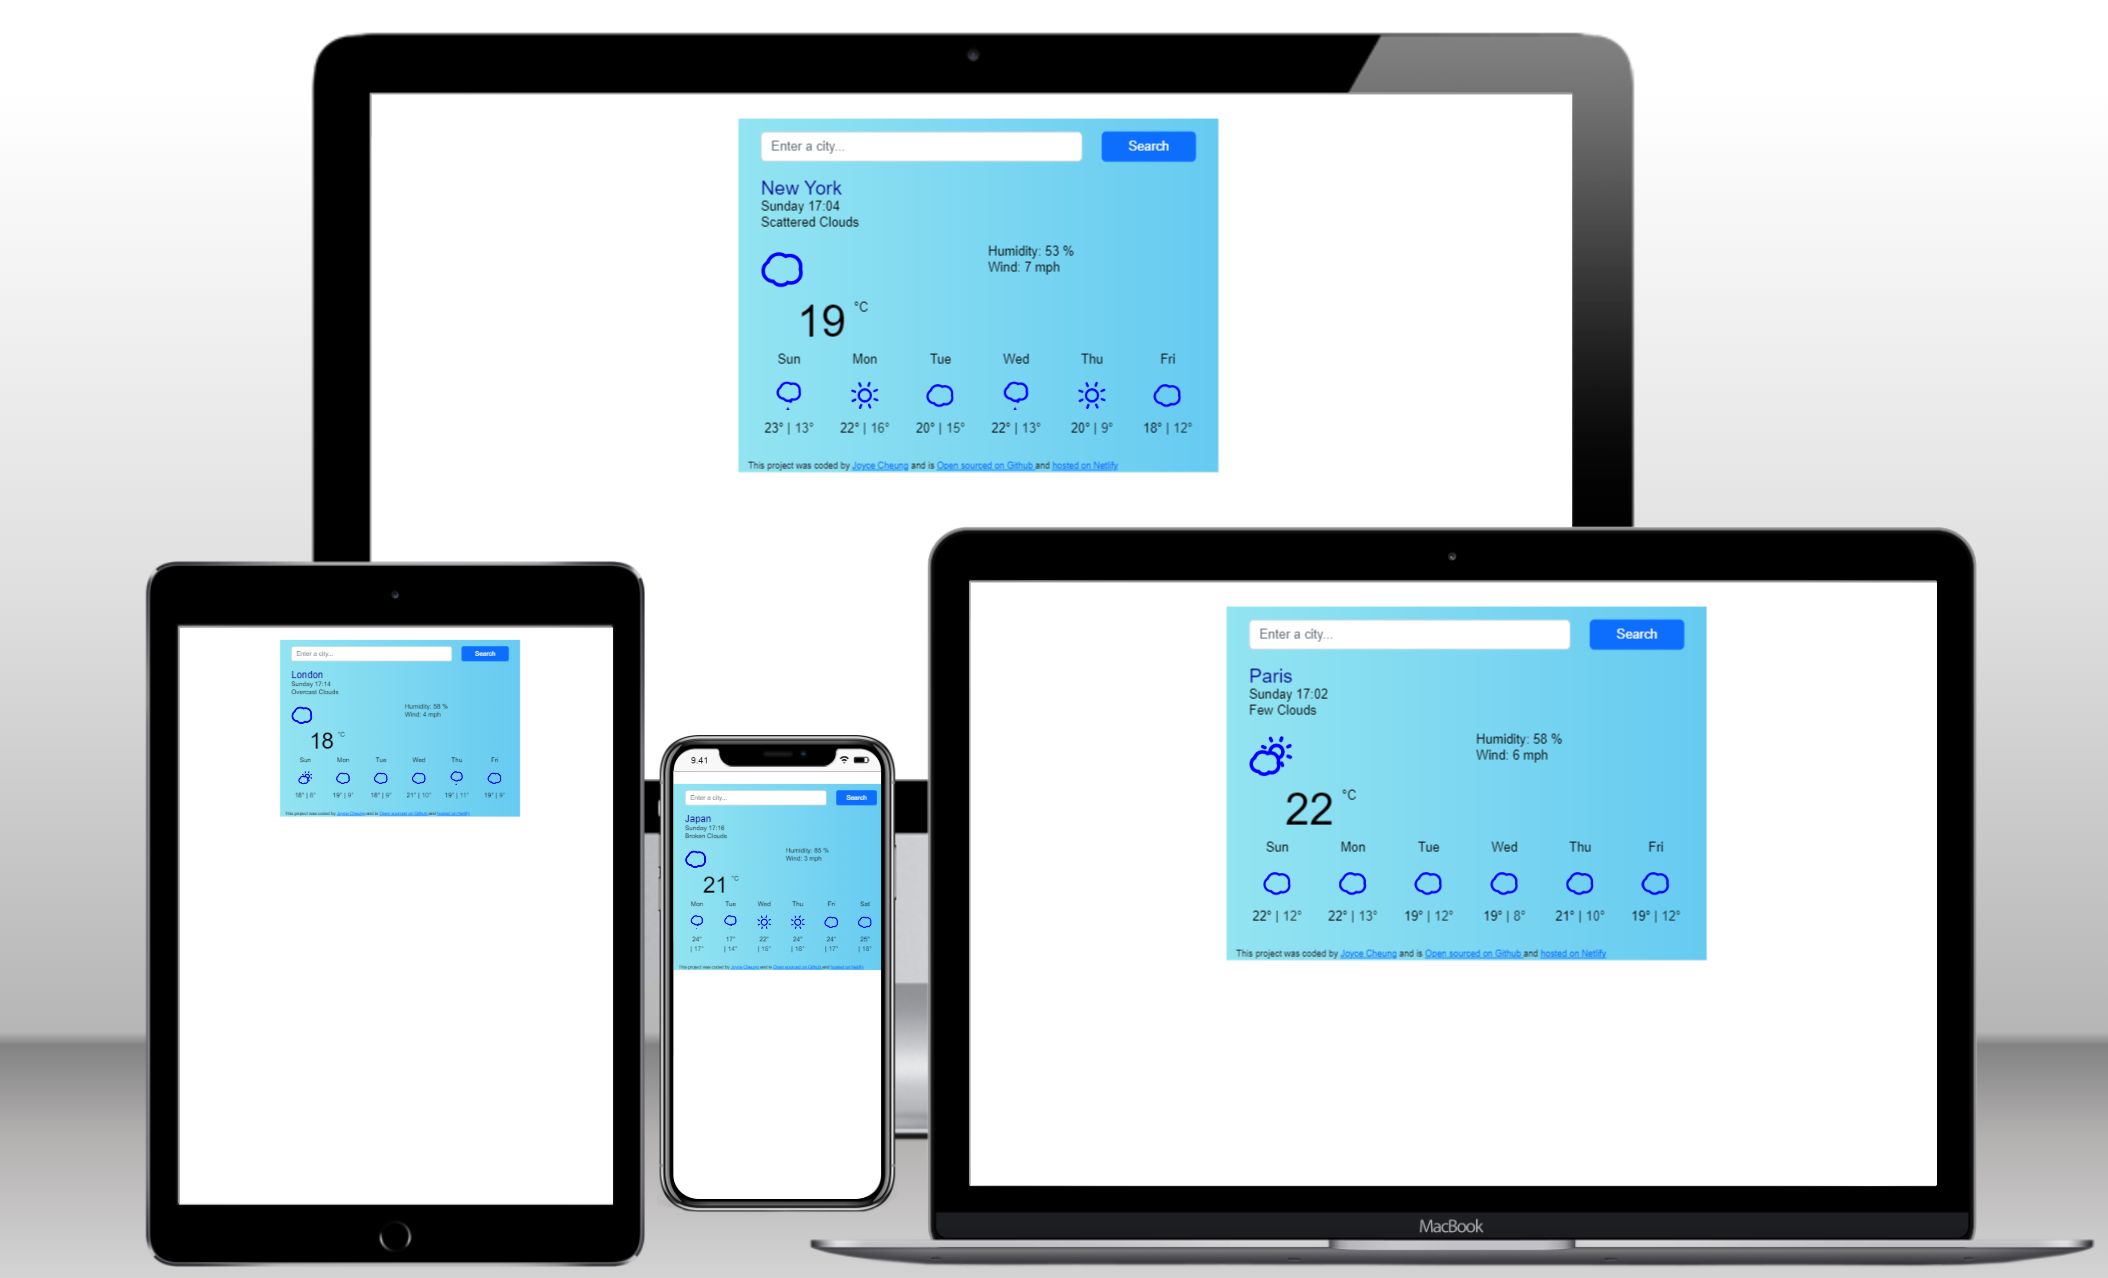 Enter a city...
Search
New York
Sunday 17:04
Scattered Clouds
Humidity: 53 %
Wind: 7 mph
19 °C
Sun Mon Tue Wed Thu Fri
23° | 13° 22° | 16° 20° | 15° 22° | 13° 20° | 9° 18° | 12°
This project was coded by Joyce Cheung and is Open sourced on Github and hosted on Netlify
Enter a city...
Search
London
Sunday 17:14
Overcast Clouds
Humidity: 58 %
Wind: 4 mph
18 °C
Sun Mon Tue Wed Thu Fri
18° | 8° 19° | 9° 18° | 9° 21° | 10° 19° | 11° 19° | 9°
This project was coded by Joyce Cheung and is Open sourced on Github and hosted on Netlify
9.41
Enter a city...
Search
Japan
Sunday 17:16
Broken Clouds
Humidity: 85 %
Wind: 3 mph
21 °C
Mon Tue Wed Thu Fri Sat
24° 17° 22° 24° 24° 25°
| 17° | 14° | 15° | 16° | 17° | 18°
This project was coded by Joyce Cheung and is Open sourced on Github and hosted on Netlify
Enter a city...
Search
Paris
Sunday 17:02
Few Clouds
Humidity: 58 %
Wind: 6 mph
22 °C
Sun Mon Tue Wed Thu Fri
22° | 12° 22° | 13° 19° | 12° 19° | 8° 21° | 10° 19° | 12°
This project was coded by Joyce Cheung and is Open sourced on Github and hosted on Netlify
MacBook